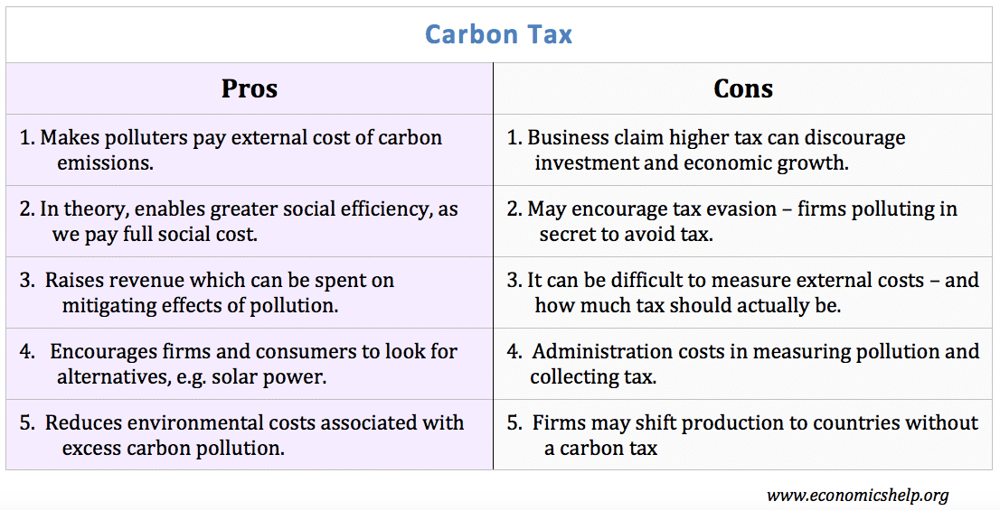 Carbon Tax
Pros
Cons
1. Makes polluters pay external cost of carbon
emissions.
1. Business claim higher tax can discourage
investment and economic growth.
2. In theory, enables greater social efficiency, as
we pay full social cost.
2. May encourage tax evasion – firms polluting in
secret to avoid tax.
3. Raises revenue which can be spent on
mitigating effects of pollution.
3. It can be difficult to measure external costs – and
how much tax should actually be.
4. Encourages firms and consumers to look for
alternatives, e.g. solar power.
4. Administration costs in measuring pollution and
collecting tax.
5. Reduces environmental costs associated with
excess carbon pollution.
5. Firms may shift production to countries without
a carbon tax
www.economicshelp.org